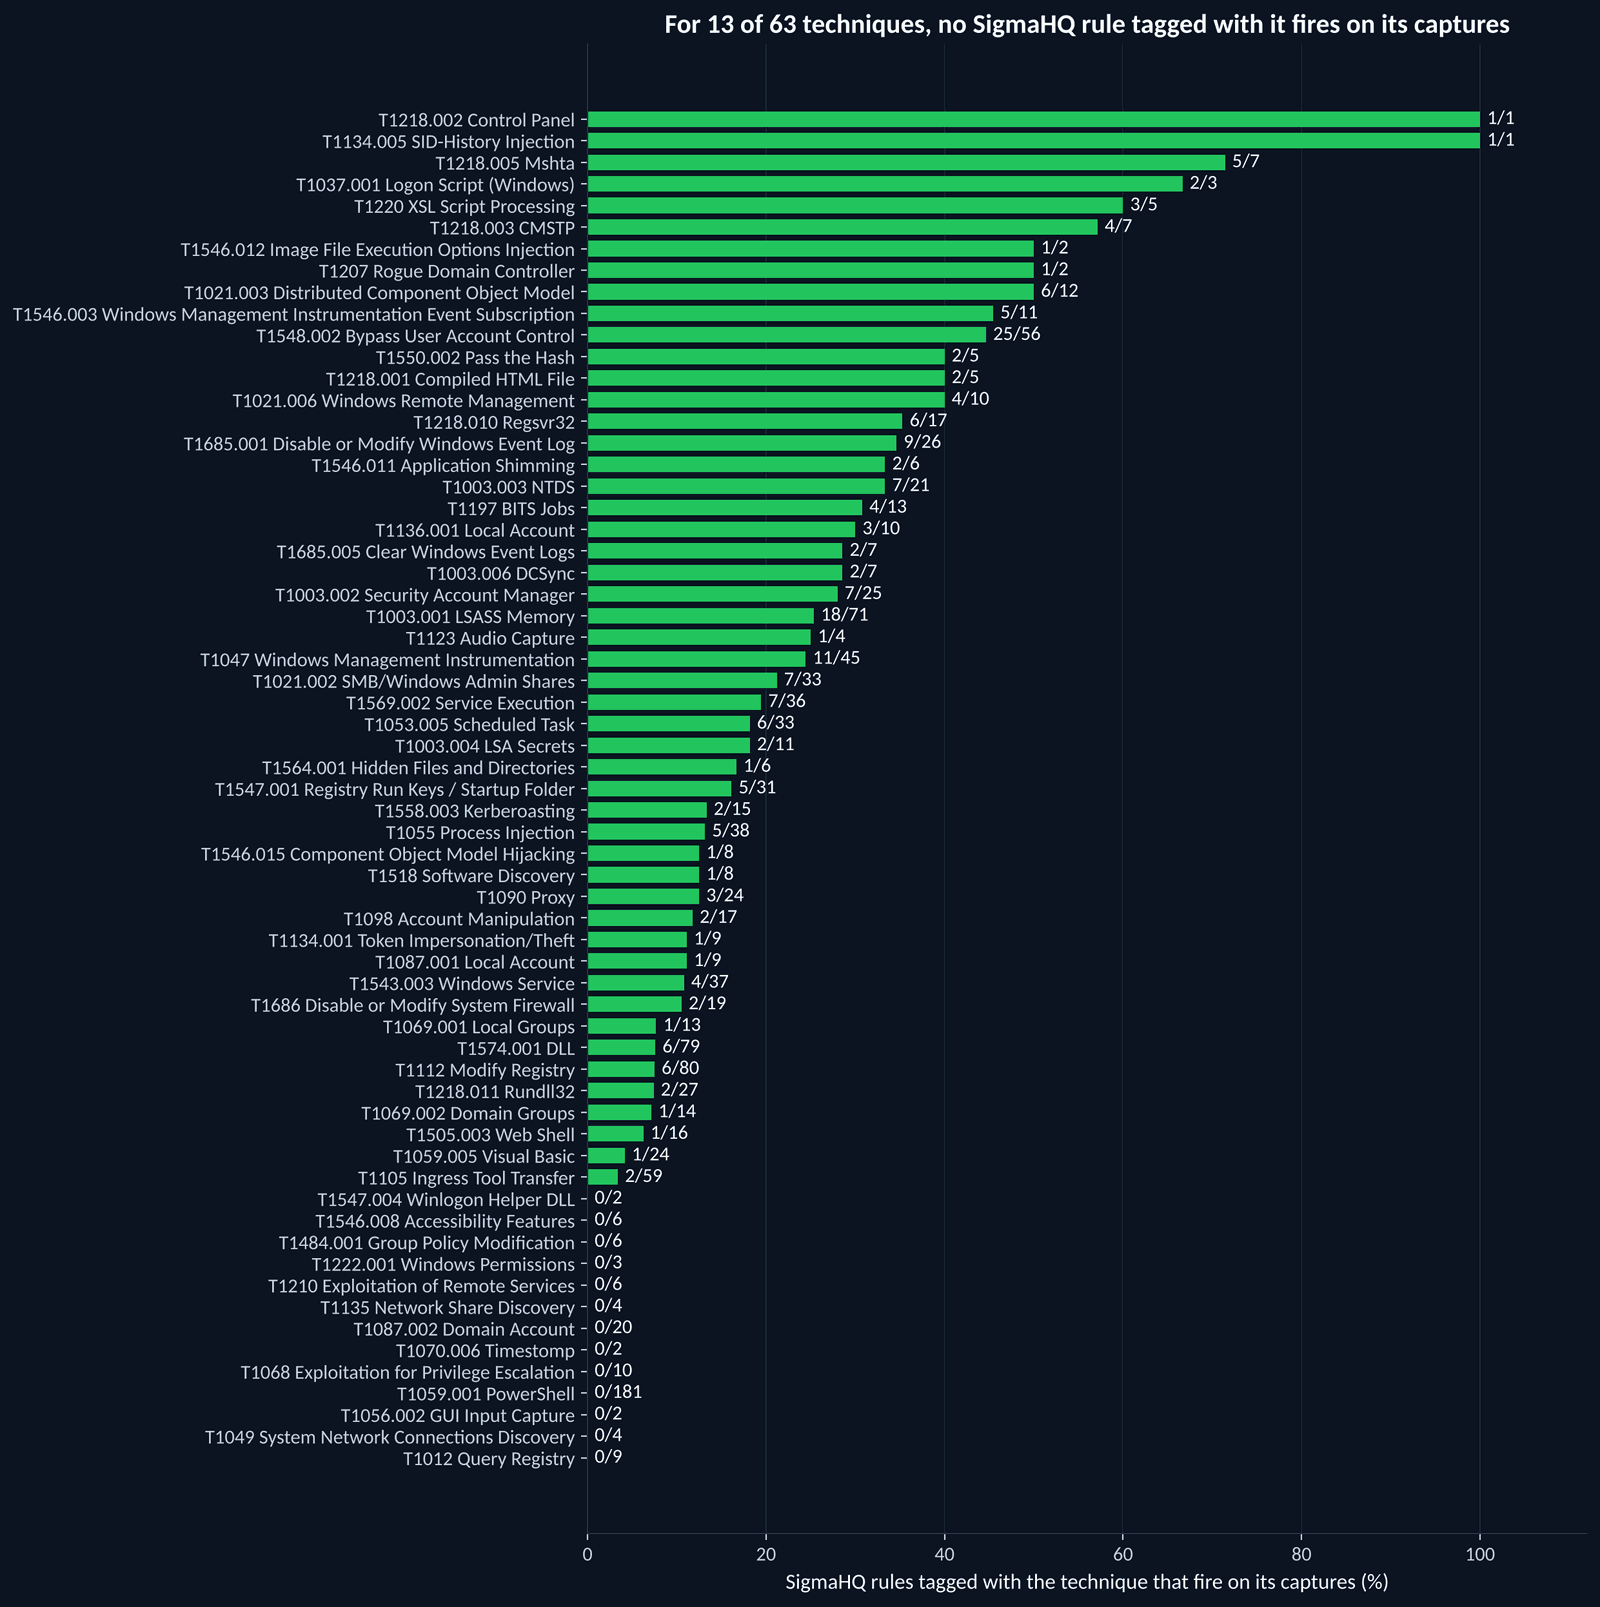 For 13 of 63 techniques, no SigmaHQ rule tagged with it fires on its captures
T1218.002 Control Panel 1/1
T1134.005 SID-History Injection 1/1
T1218.005 Mshta 5/7
T1037.001 Logon Script (Windows) 2/3
T1220 XSL Script Processing 3/5
T1218.003 CMSTP 4/7
T1546.012 Image File Execution Options Injection 1/2
T1207 Rogue Domain Controller 1/2
T1021.003 Distributed Component Object Model 6/12
T1546.003 Windows Management Instrumentation Event Subscription 5/11
T1548.002 Bypass User Account Control 25/56
T1550.002 Pass the Hash 2/5
T1218.001 Compiled HTML File 2/5
T1021.006 Windows Remote Management 4/10
T1218.010 Regsvr32 6/17
T1685.001 Disable or Modify Windows Event Log 9/26
T1546.011 Application Shimming 2/6
T1003.003 NTDS 7/21
T1197 BITS Jobs 4/13
T1136.001 Local Account 3/10
T1685.005 Clear Windows Event Logs 2/7
T1003.006 DCSync 2/7
T1003.002 Security Account Manager 7/25
T1003.001 LSASS Memory 18/71
T1123 Audio Capture 1/4
T1047 Windows Management Instrumentation 11/45
T1021.002 SMB/Windows Admin Shares 7/33
T1569.002 Service Execution 7/36
T1053.005 Scheduled Task 6/33
T1003.004 LSA Secrets 2/11
T1564.001 Hidden Files and Directories 1/6
T1547.001 Registry Run Keys / Startup Folder 5/31
T1558.003 Kerberoasting 2/15
T1055 Process Injection 5/38
T1546.015 Component Object Model Hijacking 1/8
T1518 Software Discovery 1/8
T1090 Proxy 3/24
T1098 Account Manipulation 2/17
T1134.001 Token Impersonation/Theft 1/9
T1087.001 Local Account 1/9
T1543.003 Windows Service 4/37
T1686 Disable or Modify System Firewall 2/19
T1069.001 Local Groups 1/13
T1574.001 DLL 6/79
T1112 Modify Registry 6/80
T1218.011 Rundll32 2/27
T1069.002 Domain Groups 1/14
T1505.003 Web Shell 1/16
T1059.005 Visual Basic 1/24
T1105 Ingress Tool Transfer 2/59
T1547.004 Winlogon Helper DLL 0/2
T1546.008 Accessibility Features 0/6
T1484.001 Group Policy Modification 0/6
T1222.001 Windows Permissions 0/3
T1210 Exploitation of Remote Services 0/6
T1135 Network Share Discovery 0/4
T1087.002 Domain Account 0/20
T1070.006 Timestomp 0/2
T1068 Exploitation for Privilege Escalation 0/10
T1059.001 PowerShell 0/181
T1056.002 GUI Input Capture 0/2
T1049 System Network Connections Discovery 0/4
T1012 Query Registry 0/9
0 20 40 60 80 100
SigmaHQ rules tagged with the technique that fire on its captures (%)